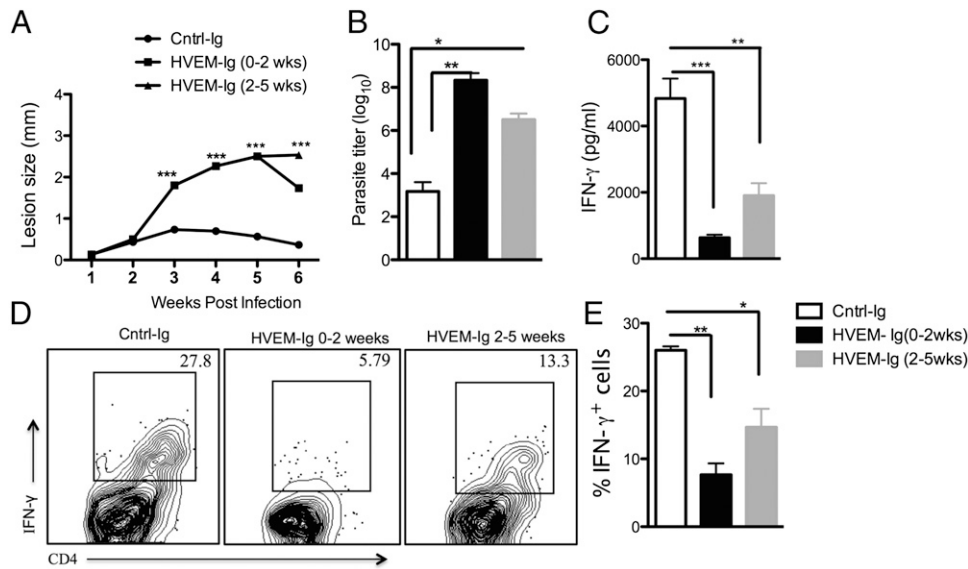 A
Cntrl-Ig
HVEM-Ig (0-2 wks)
HVEM-Ig (2-5 wks)
Lesion size (mm)
4
3
2
1
0
***
***
***
***
1 2 3 4 5 6
Weeks Post Infection
B
Parasite titer (log10)
10
8
6
4
2
0
*
**
C
IFN-γ (pg/ml)
6000
4000
2000
0
**
***
D
Cntrl-Ig
HVEM-Ig 0-2 weeks
HVEM-Ig 2-5 weeks
27.8
5.79
13.3
IFN-γ
CD4
E
% IFN-γ+ cells
30
20
10
0
*
**
Cntrl-Ig
HVEM- Ig(0-2wks)
HVEM-Ig (2-5wks)